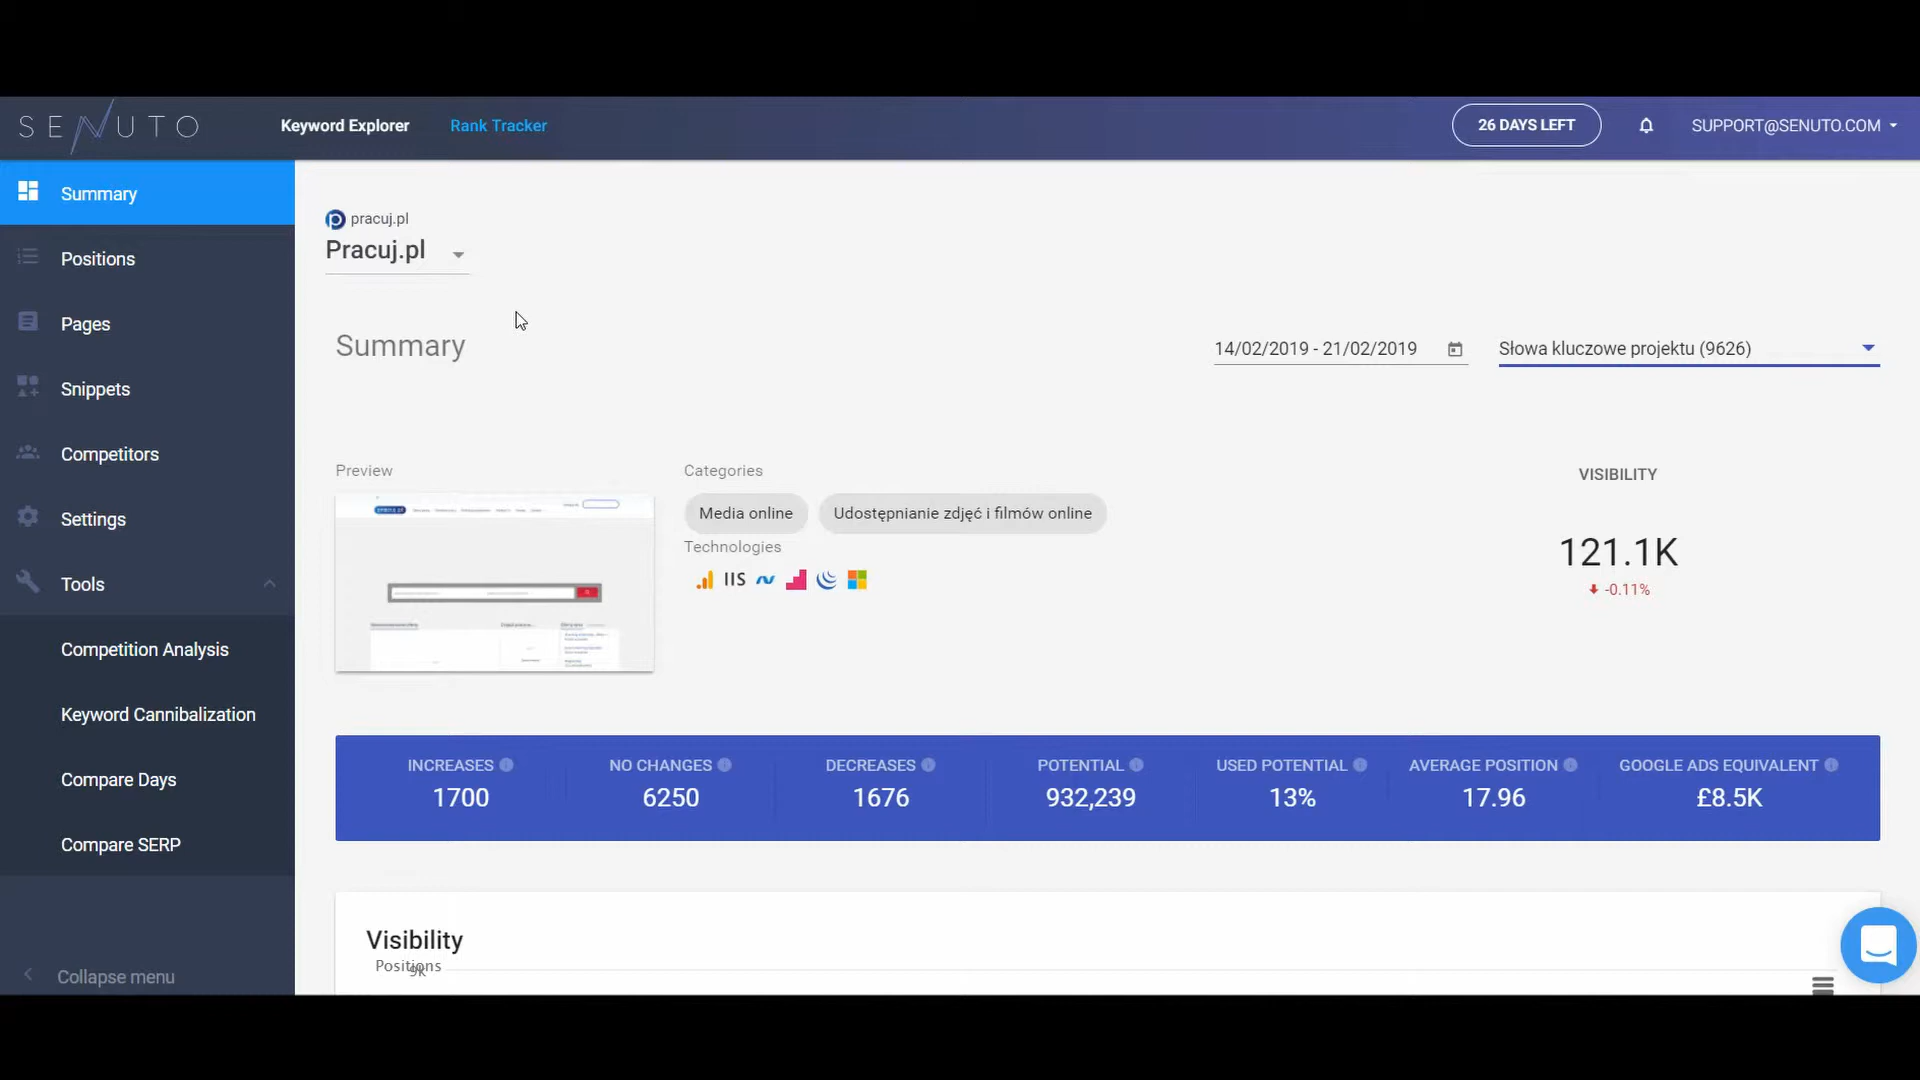 SENUTO
Keyword Explorer
Rank Tracker
26 DAYS LEFT
SUPPORT@SENUTO.COM
Summary
Positions
Pages
Snippets
Competitors
Settings
Tools
Competition Analysis
Keyword Cannibalization
Compare Days
Compare SERP
Collapse menu
pracuj.pl
Pracuj.pl
Summary
14/02/2019 - 21/02/2019
Słowa kluczowe projektu (9626)
Preview
Categories
Media online
Udostępnianie zdjęć i filmów online
Technologies
IIS
VISIBILITY
121.1K
-0.11%
INCREASES
1700
NO CHANGES
6250
DECREASES
1676
POTENTIAL
932,239
USED POTENTIAL
13%
AVERAGE POSITION
17.96
GOOGLE ADS EQUIVALENT
£8.5K
Visibility
Positions
9k